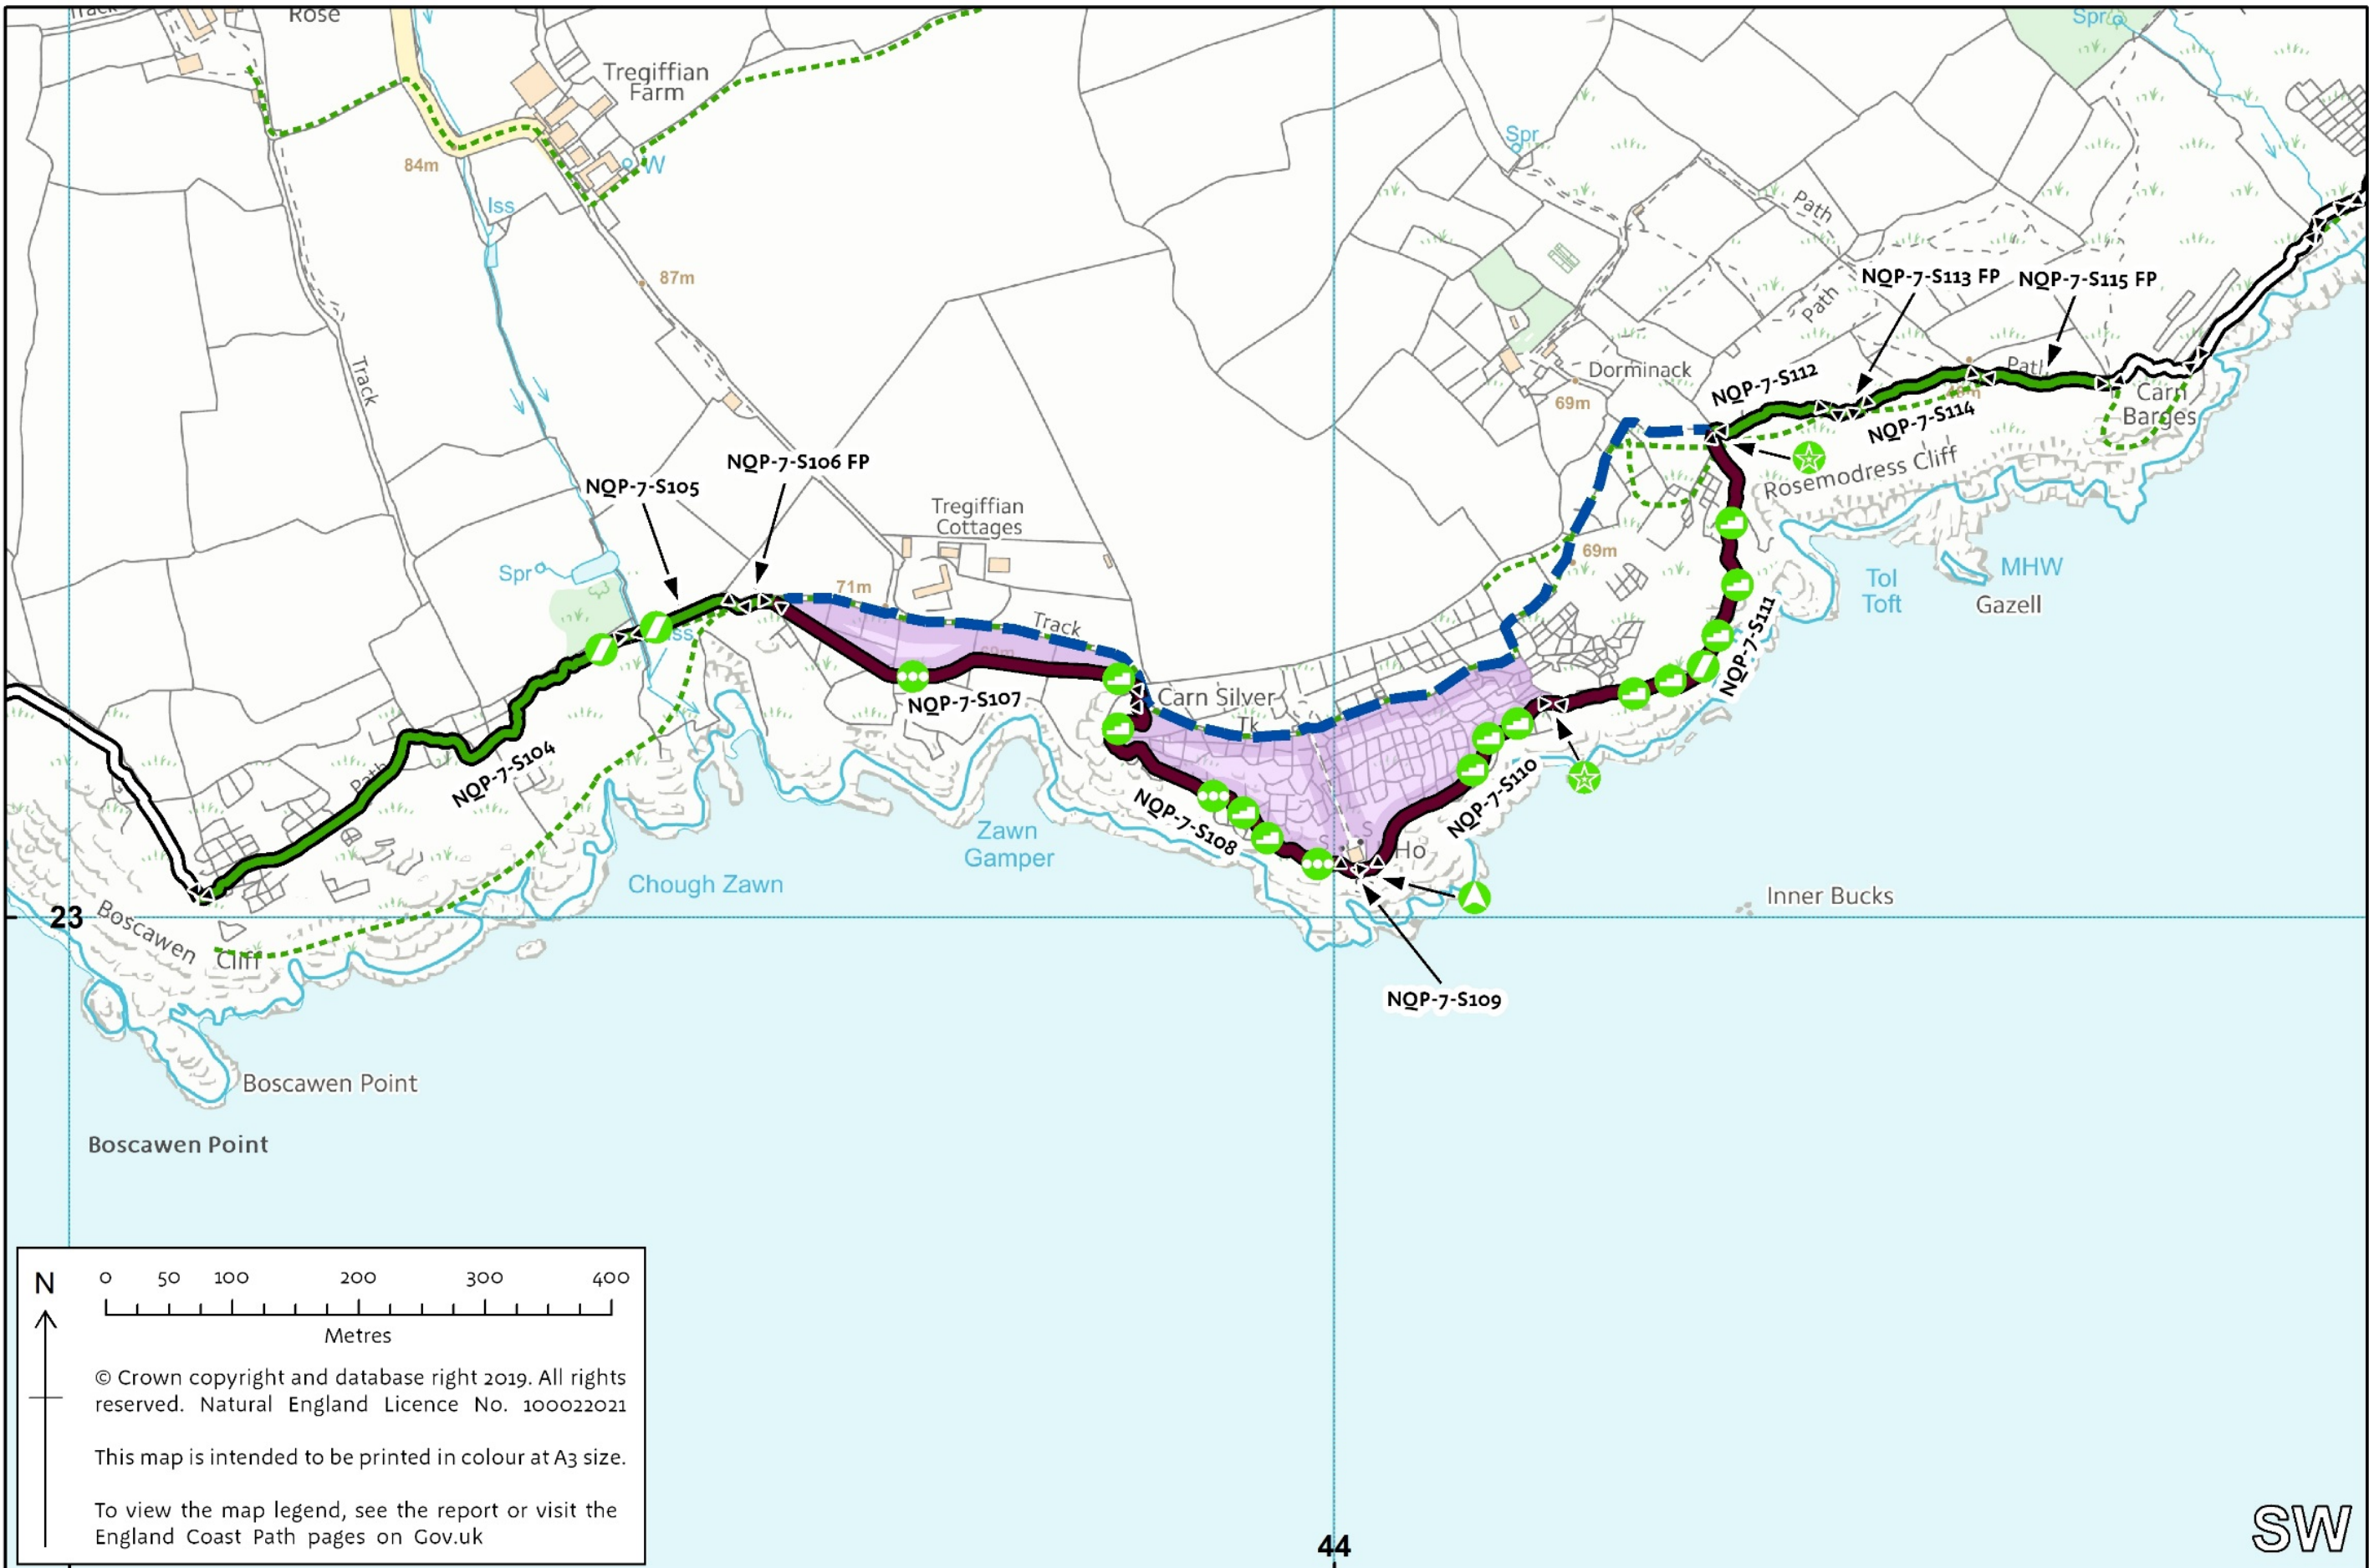 Track
Rose
Tregiffian
Farm
W
84m
Iss
87m
Track
Spr
Spr
Path
Path
NQP-7-S113 FP
NQP-7-S115 FP
Dorminack
69m
NQP-7-S112
Path
Carn
Barges
NQP-7-S114
Rosemodress Cliff
NQP-7-S106 FP
NQP-7-S105
Tregiffian
Cottages
Spr
71m
Track
69m
Tol
Toft
MHW
Gazell
NQP-7-S111
NQP-7-S107
Carn Silver
Tk
Path
NQP-7-S104
NQP-7-S108
NQP-7-S110
Zawn
Gamper
S
S
Ho
Chough Zawn
Inner Bucks
23
Boscawen
Cliff
NQP-7-S109
Boscawen Point
Boscawen Point
N
0 50 100 200 300 400
Metres
© Crown copyright and database right 2019. All rights
reserved. Natural England Licence No. 100022021
This map is intended to be printed in colour at A3 size.
To view the map legend, see the report or visit the
England Coast Path pages on Gov.uk
44
SW